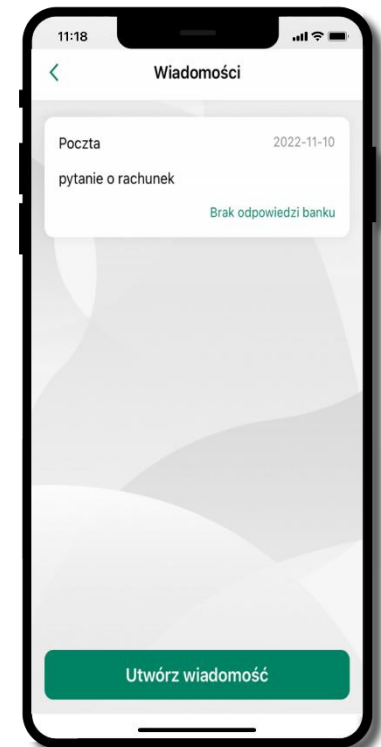 11:18
Wiadomości
Poczta 2022-11-10
pytanie o rachunek
Brak odpowiedzi banku
Utwórz wiadomość